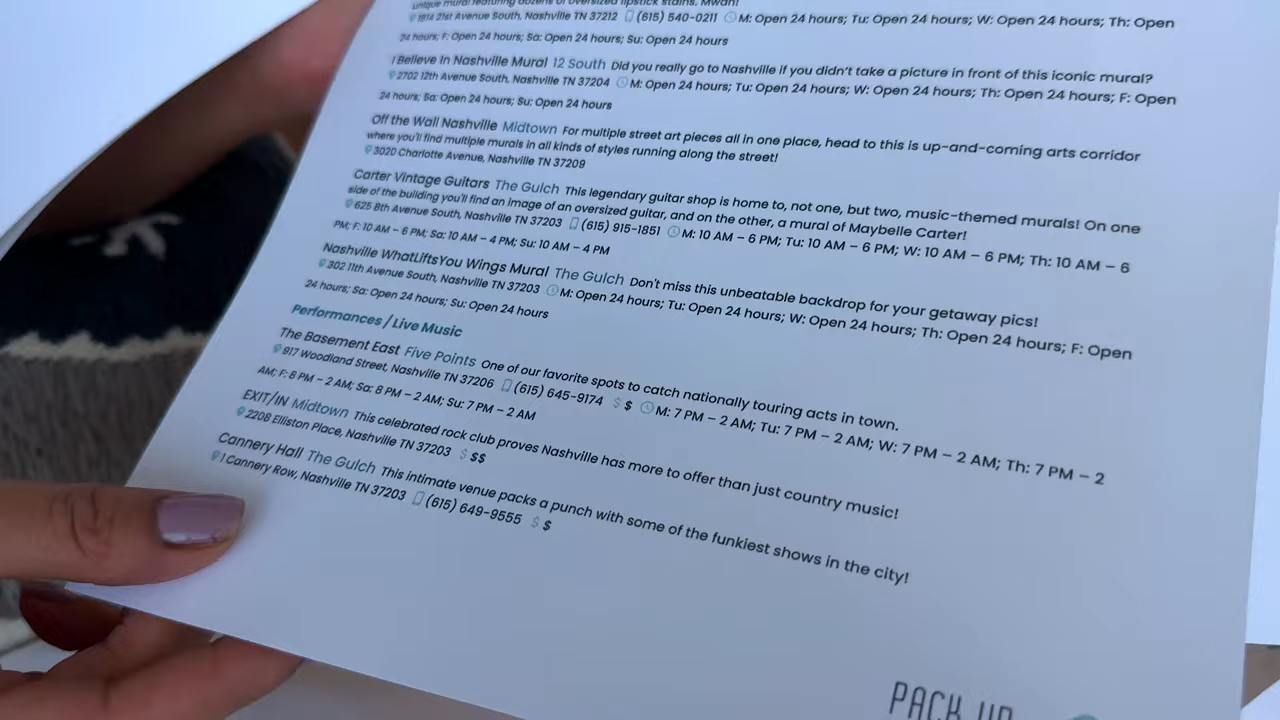 unique mural featuring dozens of oversized lipstick stains. Mwah!
1814 21st Avenue South, Nashville TN 37212 (615) 540-0211 M: Open 24 hours; Tu: Open 24 hours; W: Open 24 hours; Th: Open
24 hours; F: Open 24 hours; Sa: Open 24 hours; Su: Open 24 hours
I Believe In Nashville Mural 12 South Did you really go to Nashville if you didn't take a picture in front of this iconic mural?
2702 12th Avenue South, Nashville TN 37204 M: Open 24 hours; Tu: Open 24 hours; W: Open 24 hours; Th: Open 24 hours; F: Open
24 hours; Sa: Open 24 hours; Su: Open 24 hours
Off the Wall Nashville Midtown For multiple street art pieces all in one place, head to this is up-and-coming arts corridor
where you'll find multiple murals in all kinds of styles running along the street!
3020 Charlotte Avenue, Nashville TN 37209
Carter Vintage Guitars The Gulch This legendary guitar shop is home to, not one, but two, music-themed murals! On one
side of the building you'll find an image of an oversized guitar, and on the other, a mural of Maybelle Carter!
625 8th Avenue South, Nashville TN 37203 (615) 915-1851 M: 10 AM – 6 PM; Tu: 10 AM – 6 PM; W: 10 AM – 6 PM; Th: 10 AM – 6
PM; F: 10 AM – 6 PM; Sa: 10 AM – 4 PM; Su: 10 AM – 4 PM
Nashville WhatLiftsYou Wings Mural The Gulch Don't miss this unbeatable backdrop for your getaway pics!
302 11th Avenue South, Nashville TN 37203 M: Open 24 hours; Tu: Open 24 hours; W: Open 24 hours; Th: Open 24 hours; F: Open
24 hours; Sa: Open 24 hours; Su: Open 24 hours
Performances / Live Music
The Basement East Five Points One of our favorite spots to catch nationally touring acts in town.
917 Woodland Street, Nashville TN 37206 (615) 645-9174 $ $ M: 7 PM – 2 AM; Tu: 7 PM – 2 AM; W: 7 PM – 2 AM; Th: 7 PM – 2
AM; F: 8 PM – 2 AM; Sa: 8 PM – 2 AM; Su: 7 PM – 2 AM
EXIT/IN Midtown This celebrated rock club proves Nashville has more to offer than just country music!
2208 Elliston Place, Nashville TN 37203 $ $$
Cannery Hall The Gulch This intimate venue packs a punch with some of the funkiest shows in the city!
1 Cannery Row, Nashville TN 37203 (615) 649-9555 $ $
PACK UP